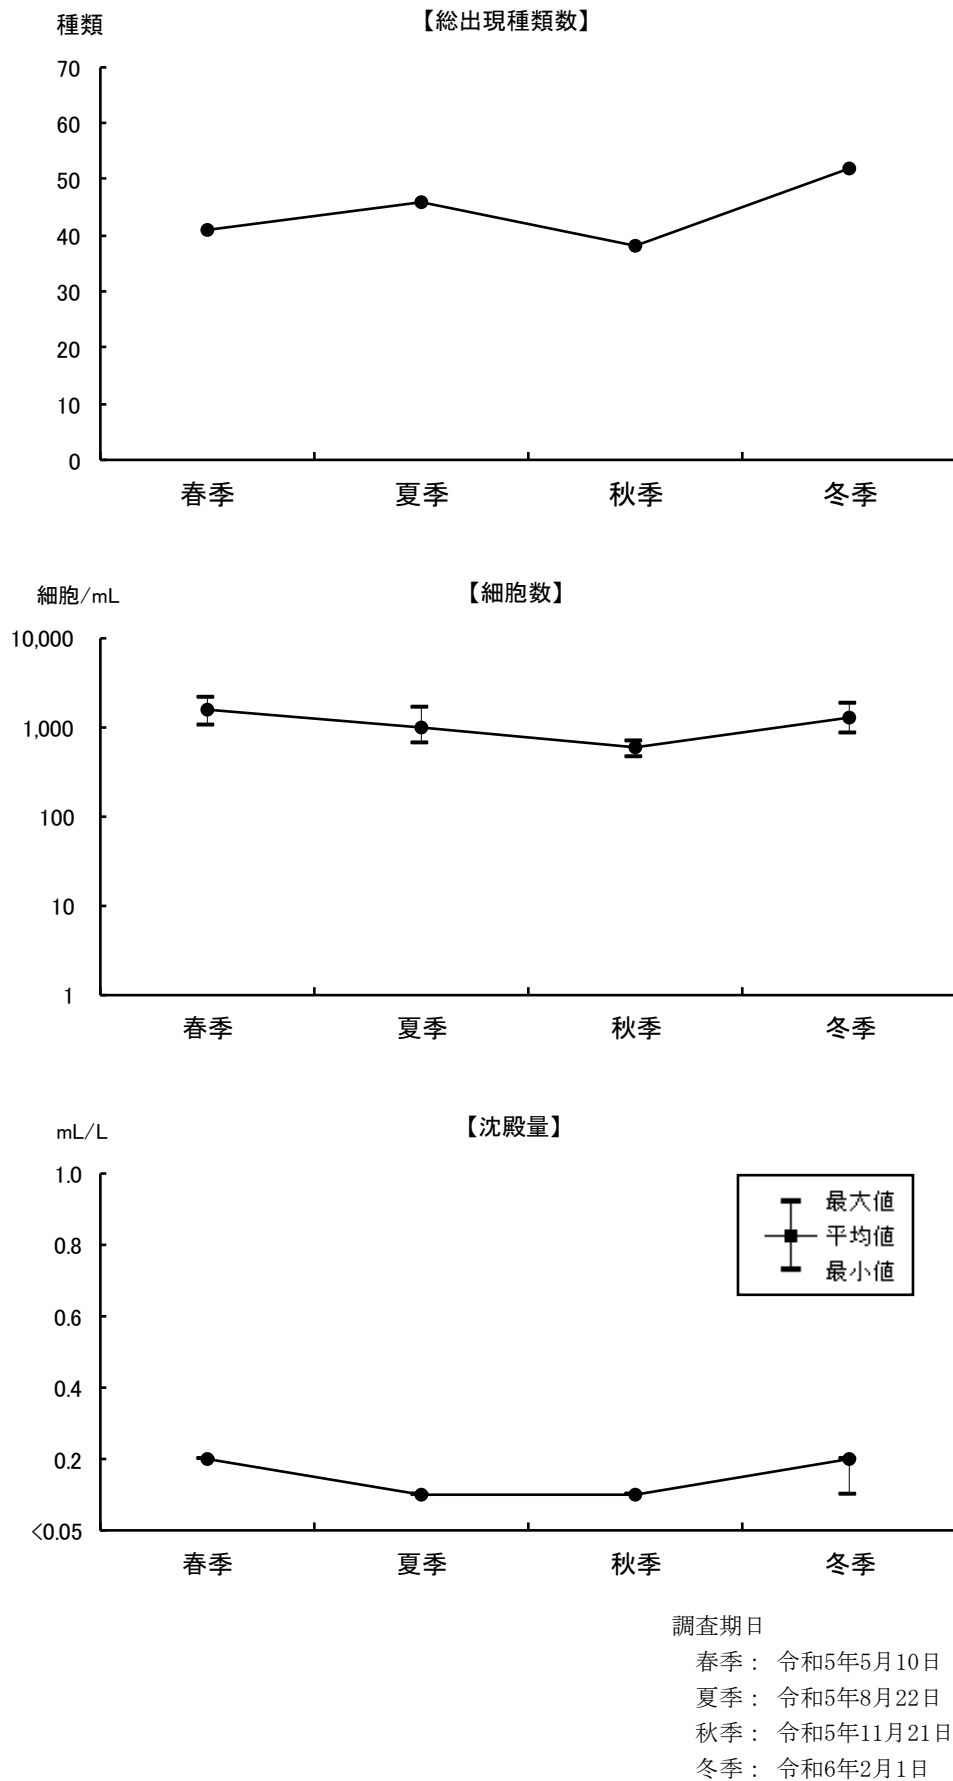 種類
【総出現種類数】
70
60
50
40
30
20
10
0
春季 夏季 秋季 冬季
細胞/mL
【細胞数】
10,000
1,000
100
10
1
春季 夏季 秋季 冬季
mL/L
【沈殿量】
1.0
0.8
0.6
0.4
0.2
<0.05
最大値
平均値
最小値
春季 夏季 秋季 冬季
調査期日
春季： 令和5年5月10日
夏季： 令和5年8月22日
秋季： 令和5年11月21日
冬季： 令和6年2月1日